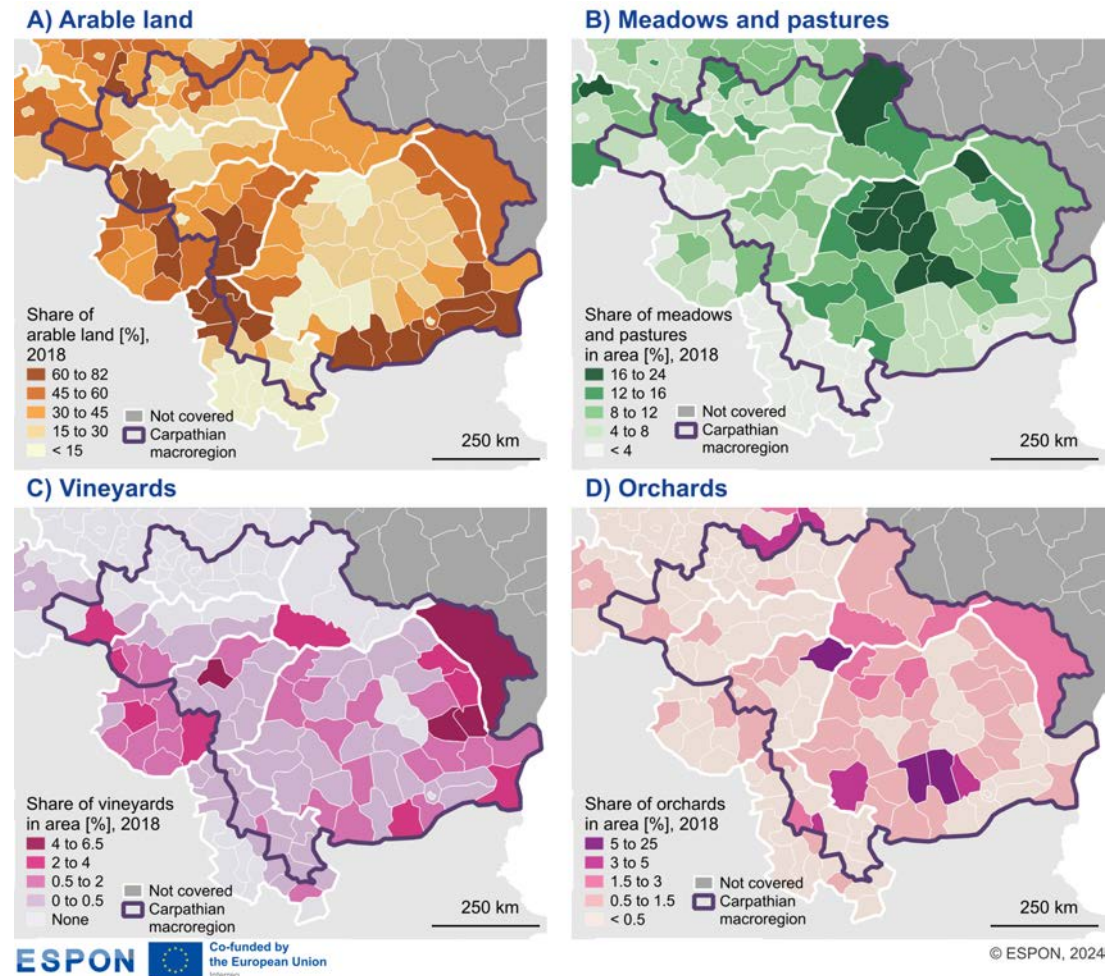 A) Arable land
Share of
arable land [%],
2018
60 to 82
45 to 60
30 to 45
15 to 30
< 15
Not covered
Carpathian
macroregion
250 km
B) Meadows and pastures
Share of meadows
and pastures
in area [%], 2018
16 to 24
12 to 16
8 to 12
4 to 8
< 4
Not covered
Carpathian
macroregion
250 km
C) Vineyards
Share of vineyards
in area [%], 2018
4 to 6.5
2 to 4
0.5 to 2
0 to 0.5
None
Not covered
Carpathian
macroregion
250 km
D) Orchards
Share of orchards
in area [%], 2018
5 to 25
3 to 5
1.5 to 3
0.5 to 1.5
< 0.5
Not covered
Carpathian
macroregion
250 km
ESPON
Co-funded by
the European Union
Interreg
© ESPON, 2024